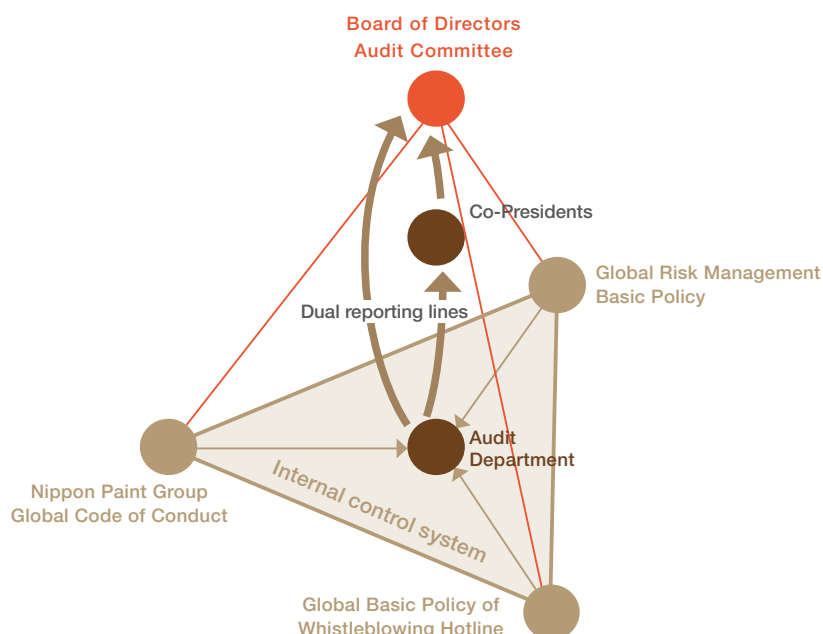 Board of Directors
Audit Committee
Co-Presidents
Global Risk Management
Basic Policy
Dual reporting lines
Audit
Department
Internal control system
Nippon Paint Group
Global Code of Conduct
Global Basic Policy of
Whistleblowing Hotline